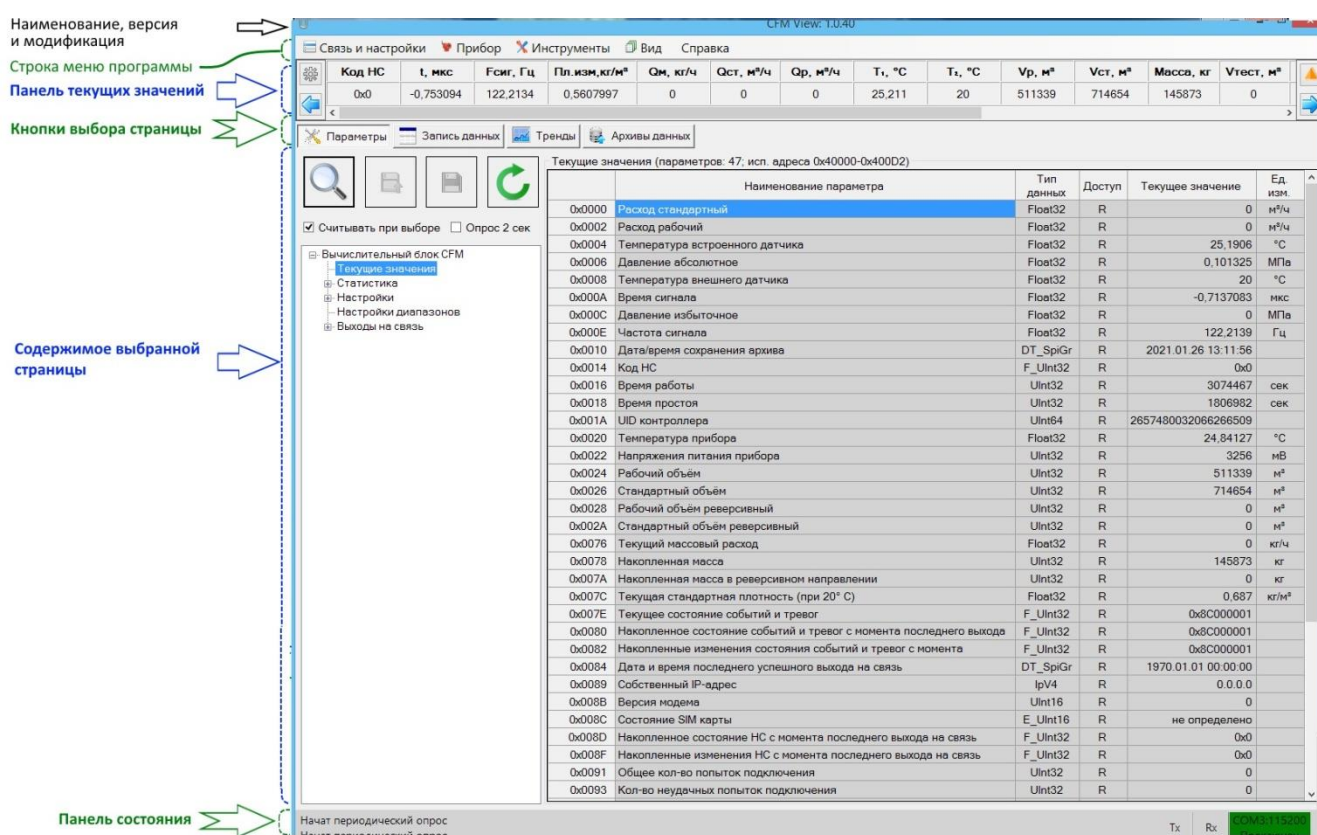 Наименование, версия
и модификация
Строка меню программы
Панель текущих значений
Кнопки выбора страницы
Содержимое выбранной
страницы
Панель состояния
CFM View: 1.0.40
Связь и настройки Прибор Инструменты Вид Справка
Код НС t, мкс Fсиг, Гц Пл.изм,кг/м³ Qм, кг/ч Qст, м³/ч Qр, м³/ч T₁, °C T₂, °C Vр, м³ Vст, м³ Масса, кг Vтест, м³
0x0 -0,753094 122,2134 0,5607997 0 0 0 25,211 20 511339 714654 145873 0
Параметры Запись данных Тренды Архивы данных
Считывать при выборе Опрос 2 сек
Вычислительный блок CFM
Текущие значения
Статистика
Настройки
Настройки диапазонов
Выходы на связь
Текущие значения (параметров: 47; исп. адреса 0x40000-0x400D2)
Наименование параметра Тип данных Доступ Текущее значение Ед. изм.
0x0000 Расход стандартный Float32 R 0 м³/ч
0x0002 Расход рабочий Float32 R 0 м³/ч
0x0004 Температура встроенного датчика Float32 R 25,1906 °C
0x0006 Давление абсолютное Float32 R 0,101325 МПа
0x0008 Температура внешнего датчика Float32 R 20 °C
0x000A Время сигнала Float32 R -0,7137083 мкс
0x000C Давление избыточное Float32 R 0 МПа
0x000E Частота сигнала Float32 R 122,2139 Гц
0x0010 Дата/время сохранения архива DT_SpiGr R 2021.01.26 13:11:56
0x0014 Код НС F_UInt32 R 0x0
0x0016 Время работы UInt32 R 3074467 сек
0x0018 Время простоя UInt32 R 1806982 сек
0x001A UID контроллера UInt64 R 2657480032066266509
0x0020 Температура прибора Float32 R 24,84127 °C
0x0022 Напряжения питания прибора UInt32 R 3256 мВ
0x0024 Рабочий объём UInt32 R 511339 м³
0x0026 Стандартный объём UInt32 R 714654 м³
0x0028 Рабочий объём реверсивный UInt32 R 0 м³
0x002A Стандартный объём реверсивный UInt32 R 0 м³
0x0076 Текущий массовый расход Float32 R 0 кг/ч
0x0078 Накопленная масса UInt32 R 145873 кг
0x007A Накопленная масса в реверсивном направлении UInt32 R 0 кг
0x007C Текущая стандартная плотность (при 20° С) Float32 R 0,687 кг/м³
0x007E Текущее состояние событий и тревог F_UInt32 R 0x8C000001
0x0080 Накопленное состояние событий и тревог с момента последнего выхода F_UInt32 R 0x8C000001
0x0082 Накопленные изменения состояния событий и тревог с момента F_UInt32 R 0x8C000001
0x0084 Дата и время последнего успешного выхода на связь DT_SpiGr R 1970.01.01 00:00:00
0x0089 Собственный IP-адрес IpV4 R 0.0.0.0
0x008B Версия модема UInt16 R 0
0x008C Состояние SIM карты E_UInt16 R не определено
0x008D Накопленное состояние НС с момента последнего выхода на связь F_UInt32 R 0x0
0x008F Накопленные изменения НС с момента последнего выхода на связь F_UInt32 R 0x0
0x0091 Общее кол-во попыток подключения UInt32 R 0
0x0093 Кол-во неудачных попыток подключения UInt32 R 0
Начат периодический опрос
Начат периодический опрос
Tx Rx COM3:115200